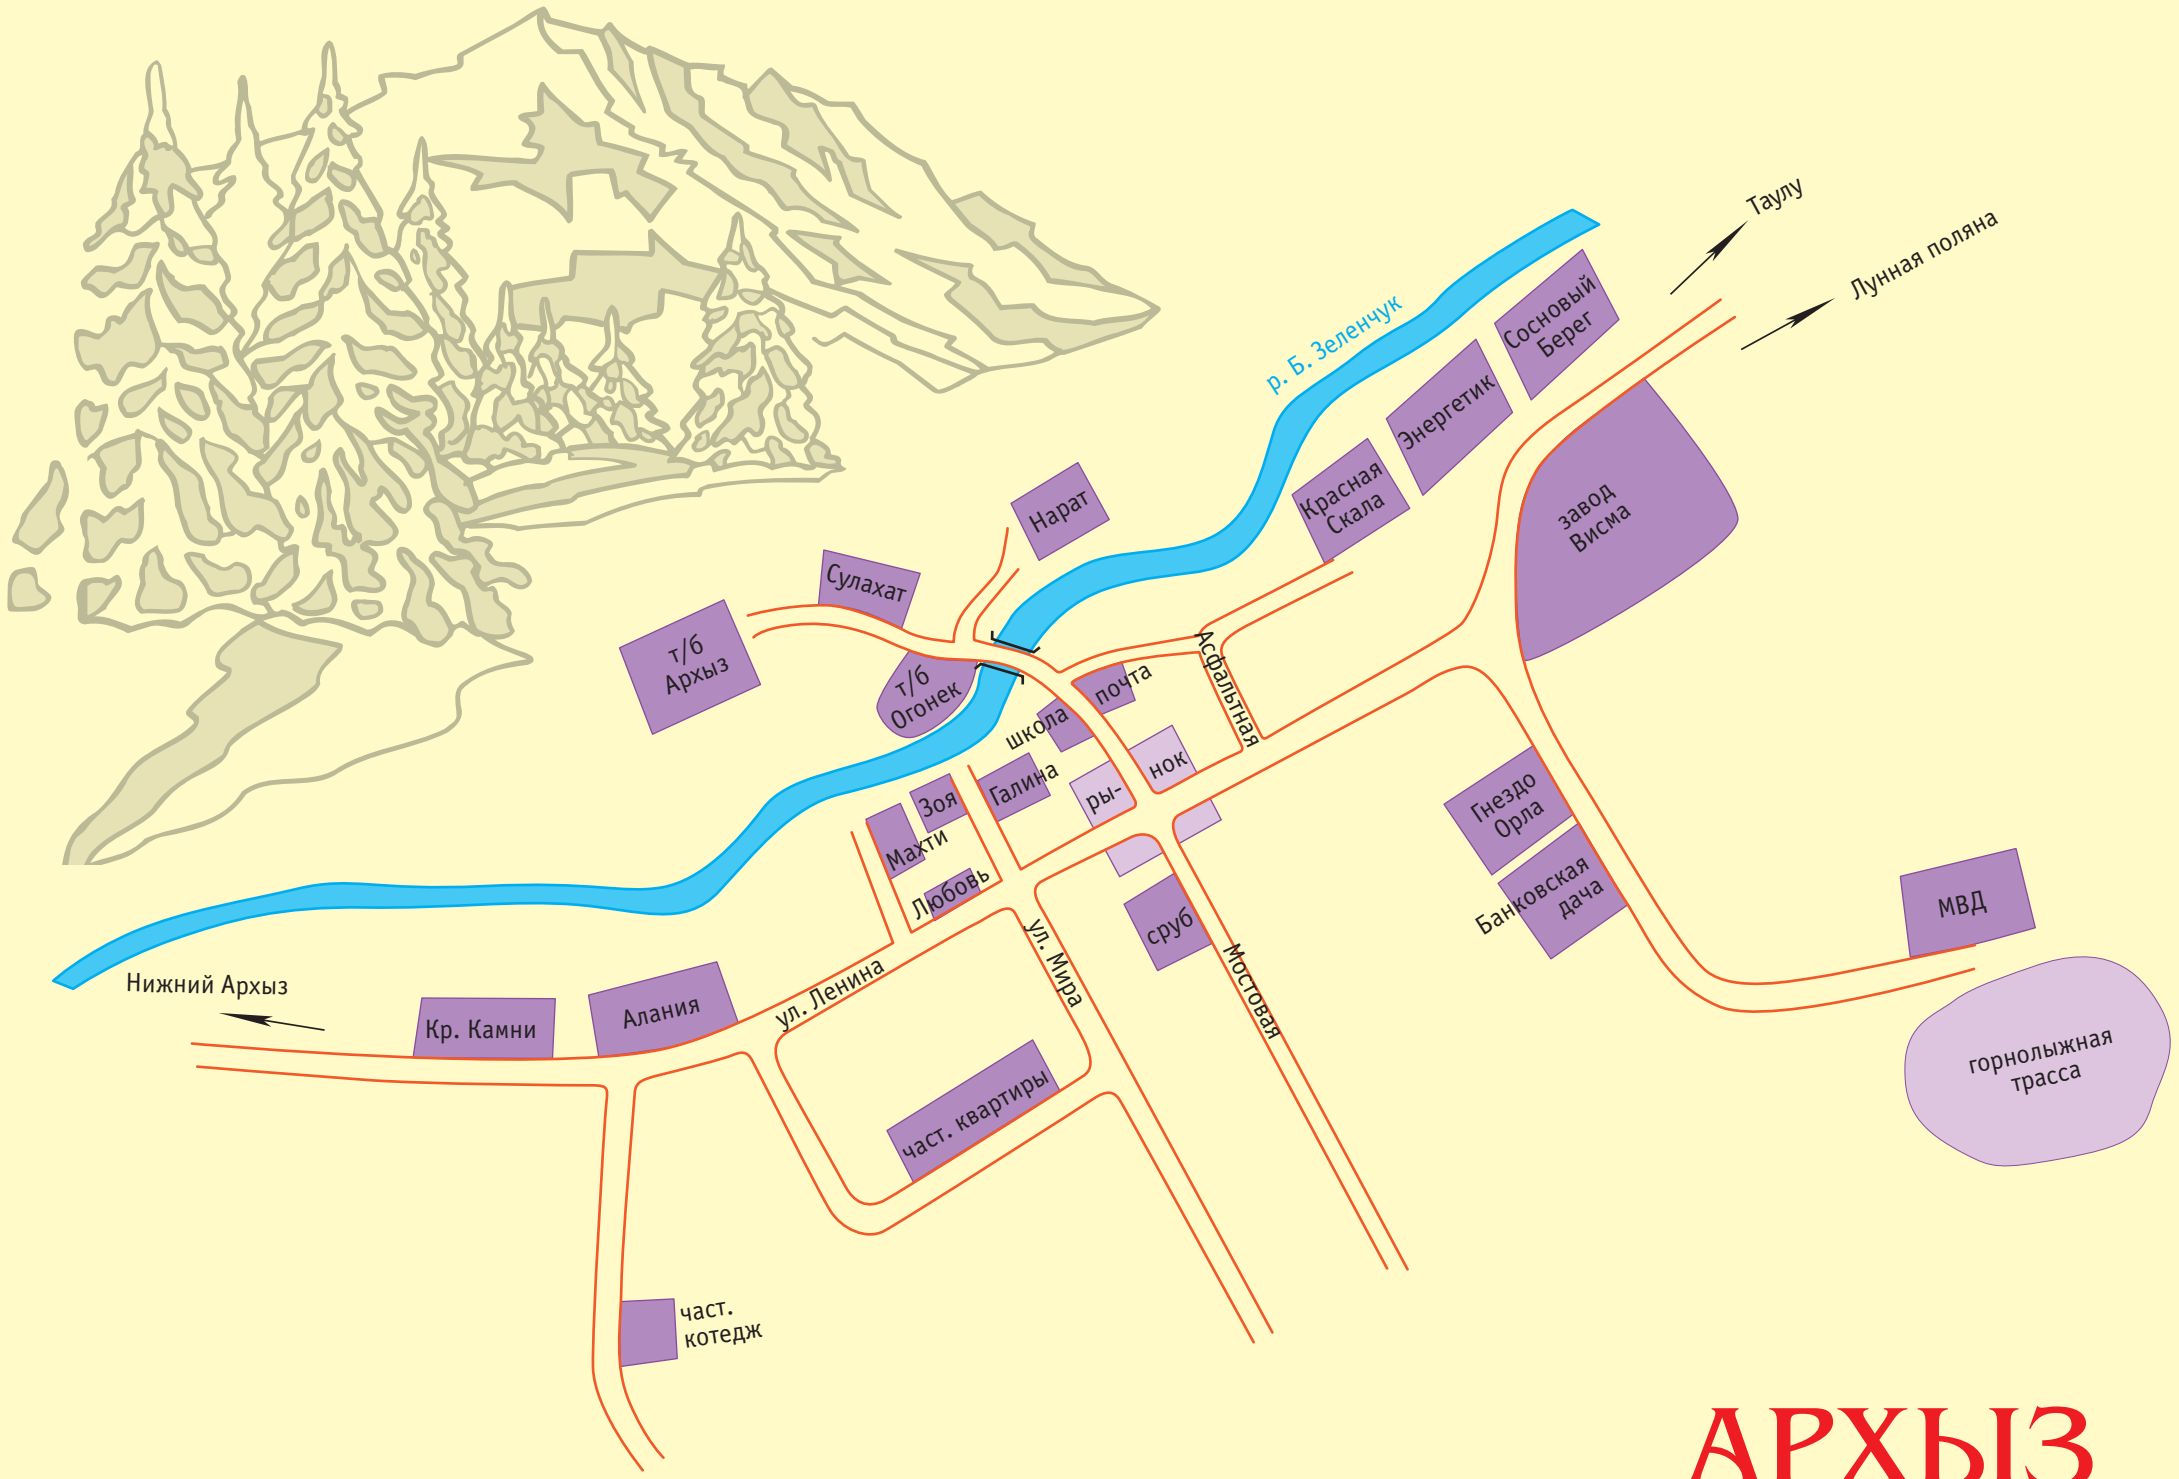 Таулу
Лунная поляна
р. Б. Зеленчук
Сосновый
Берег
Энергетик
Красная
Скала
завод
Висма
Нарат
Сулахат
т/б
Архыз
т/б
Огонек
почта
Асфальтная
школа
нок
ры-
Галина
Зоя
Махти
Любовь
Гнездо
Орла
Банковская
дача
МВД
горнолыжная
трасса
сруб
Мостовая
ул. Мира
ул. Ленина
Нижний Архыз
Кр. Камни
Алания
част. квартиры
част.
котедж
АРХЫЗ